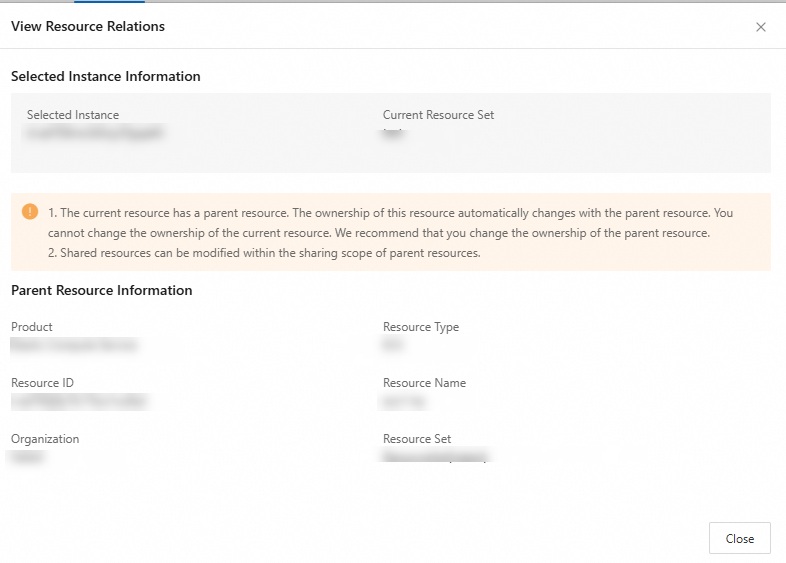 View Resource Relations
Selected Instance Information
Selected Instance
Current Resource Set
1. The current resource has a parent resource. The ownership of this resource automatically changes with the parent resource. You
cannot change the ownership of the current resource. We recommend that you change the ownership of the parent resource.
2. Shared resources can be modified within the sharing scope of parent resources.
Parent Resource Information
Product
Resource Type
Resource ID
Resource Name
Organization
Resource Set
Close